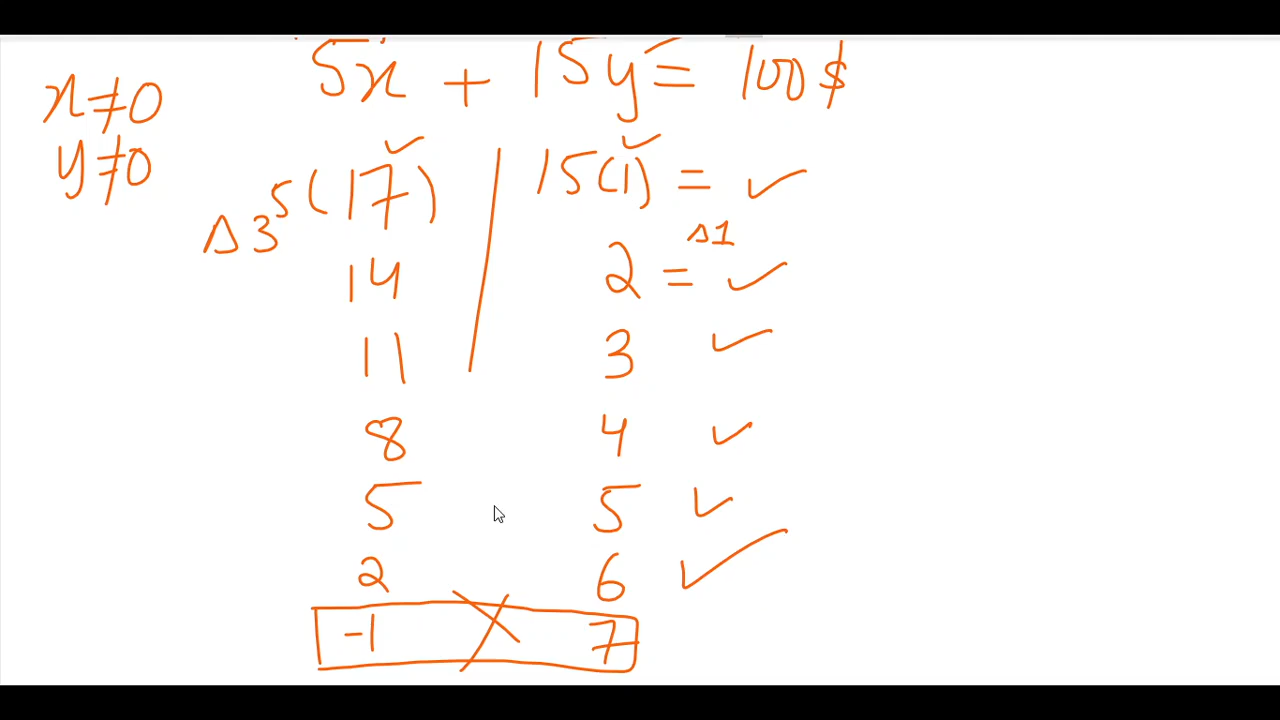 5x + 15y = 100$
x≠0
y≠0
5(17) 15(1) = ✓
Δ3 Δ1
14 2 = ✓
11 3 ✓
8 4 ✓
5 5 ✓
2 6 ✓
-1 7